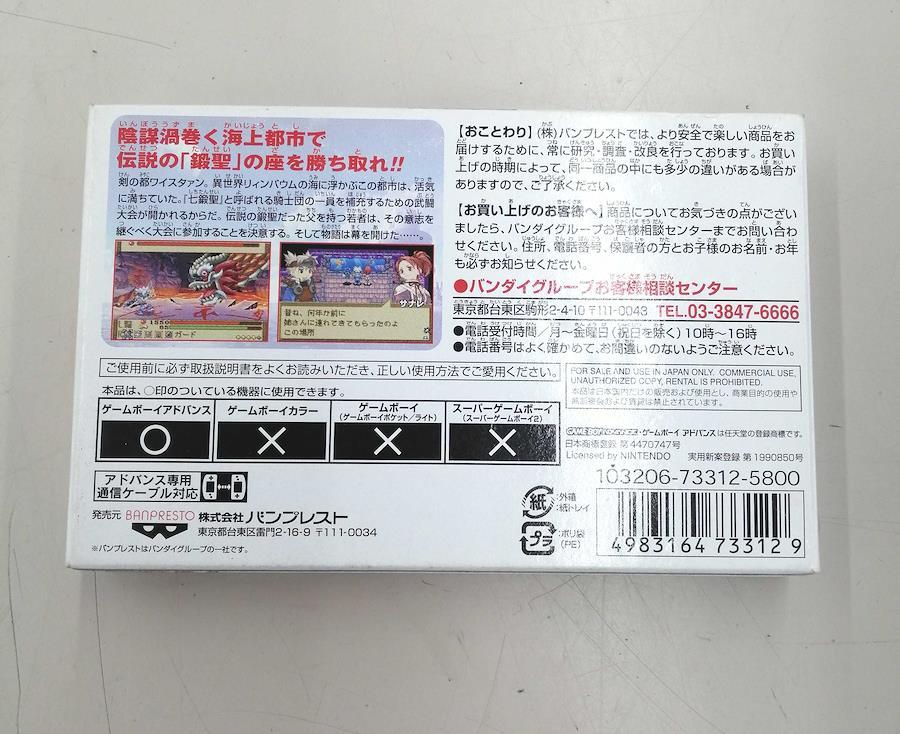 陰謀渦巻く海上都市で
伝説の「鍛聖」の座を勝ち取れ!!
剣の都ワイスタァン。異世界リィンバウムの海に浮かぶこの都市は、活気
に満ちていた。「七鍛聖」と呼ばれる騎士団の一員を補充するための武闘
大会が開かれるからだ。伝説の鍛聖だった父を持つ若者は、その意志を
継ぐべく大会に参加することを決意する。そして物語は幕を開けた……。
ガード
サナレ
昔ね、何年か前に
姉さんに連れてきてもらったのよ
この場所
ご使用前に必ず取扱説明書をよくお読みいただき、正しい使用方法でご愛用ください。
本品は、○印のついている機器に使用できます。
ゲームボーイアドバンス
ゲームボーイカラー
ゲームボーイ
(ゲームボーイポケット/ライト)
スーパーゲームボーイ
(スーパーゲームボーイ2)
○ × × ×
アドバンス専用
通信ケーブル対応
発売元 BANPRESTO 株式会社バンプレスト
東京都台東区雷門2-16-9 〒111-0034
※バンプレストはバンダイグループの一社です。
【おことわり】(株)バンプレストでは、より安全で楽しい商品をお
届けするために、常に研究・調査・改良を行っております。お買い
上げの時期によって、同一商品の中にも多少の違いがある場合が
ありますので、ご了承ください。
【お買い上げのお客様へ】商品についてお気づきの点がござい
ましたら、バンダイグループお客様相談センターまでお問い合わ
せください。住所、電話番号、保護者の方とお子様のお名前・お年
も必ずお知らせください。
●バンダイグループお客様相談センター
東京都台東区駒形2-4-10 〒111-0043 TEL.03-3847-6666
●電話受付時間 月~金曜日(祝日を除く)10時~16時
●電話番号はよく確かめて、お間違いのないようご注意ください。
FOR SALE AND USE IN JAPAN ONLY. COMMERCIAL USE,
UNAUTHORIZED COPY, RENTAL IS PROHIBITED.
本品は日本国内だけの販売および使用とし、商業目的の使用や
無断複製および賃貸は禁止されています。
GAME BOY ADVANCE・ゲームボーイ アドバンスは任天堂の登録商標です。
日本商標登録 第4470747号
Licensed by NINTENDO 実用新案登録 第1990850号
103206-73312-5800
紙 :外箱
:紙トレイ
プラ :ポリ袋
(PE)
4983164 733129